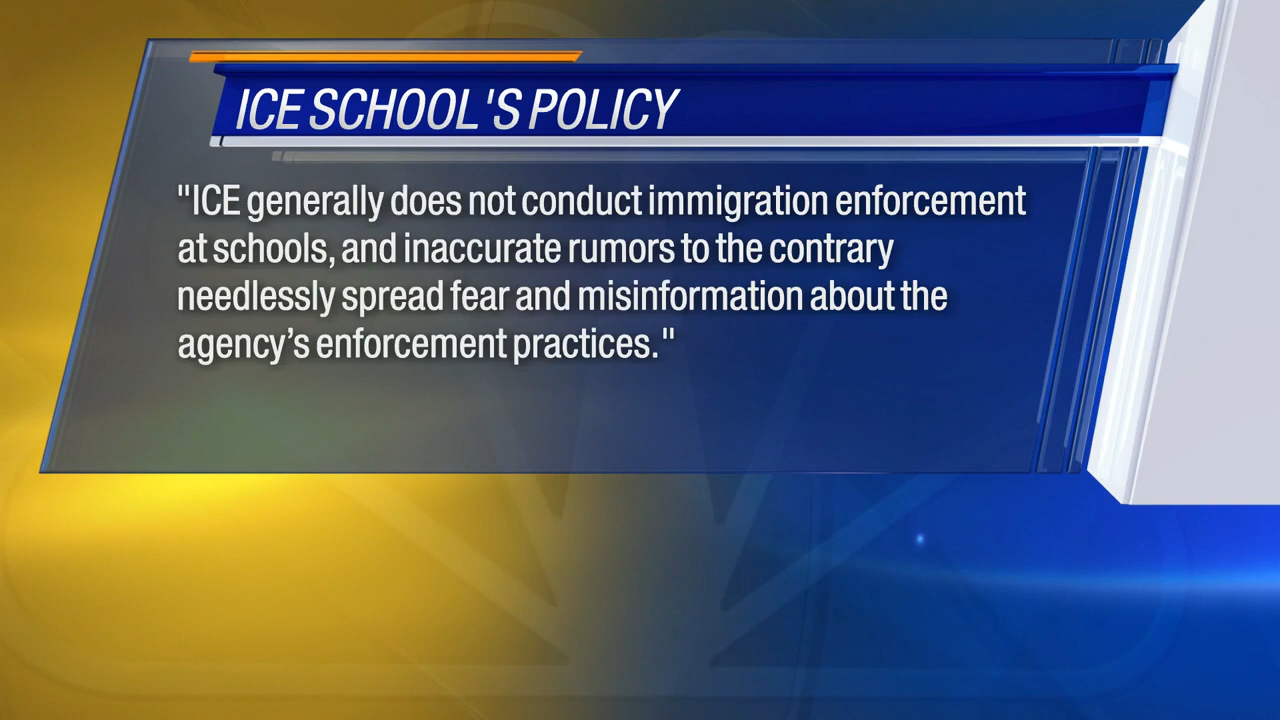 ICE SCHOOL'S POLICY
"ICE generally does not conduct immigration enforcement
at schools, and inaccurate rumors to the contrary
needlessly spread fear and misinformation about the
agency’s enforcement practices."